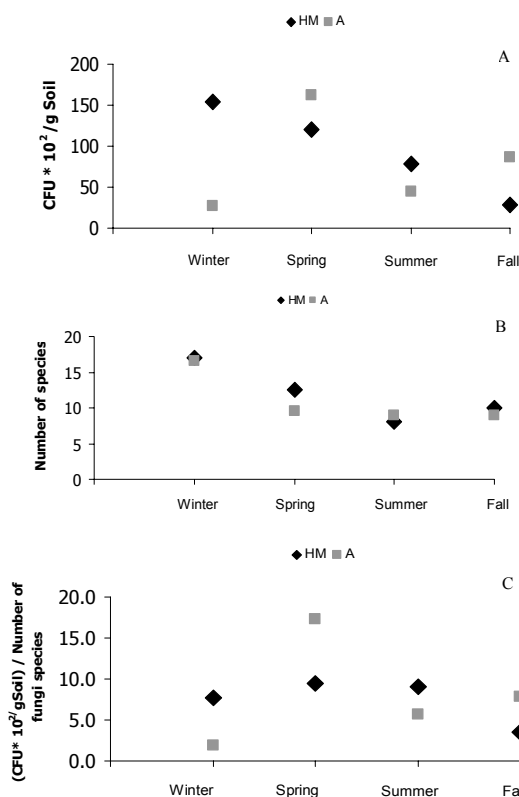 HM A
A
CFU * 10²/g Soil
200
150
100
50
0
Winter Spring Summer Fall
HM A
B
Number of species
20
15
10
5
0
Winter Spring Summer Fall
HM A
C
(CFU* 10²/gSoil) / Number of
fungi species
20.0
15.0
10.0
5.0
0.0
Winter Spring Summer Fa